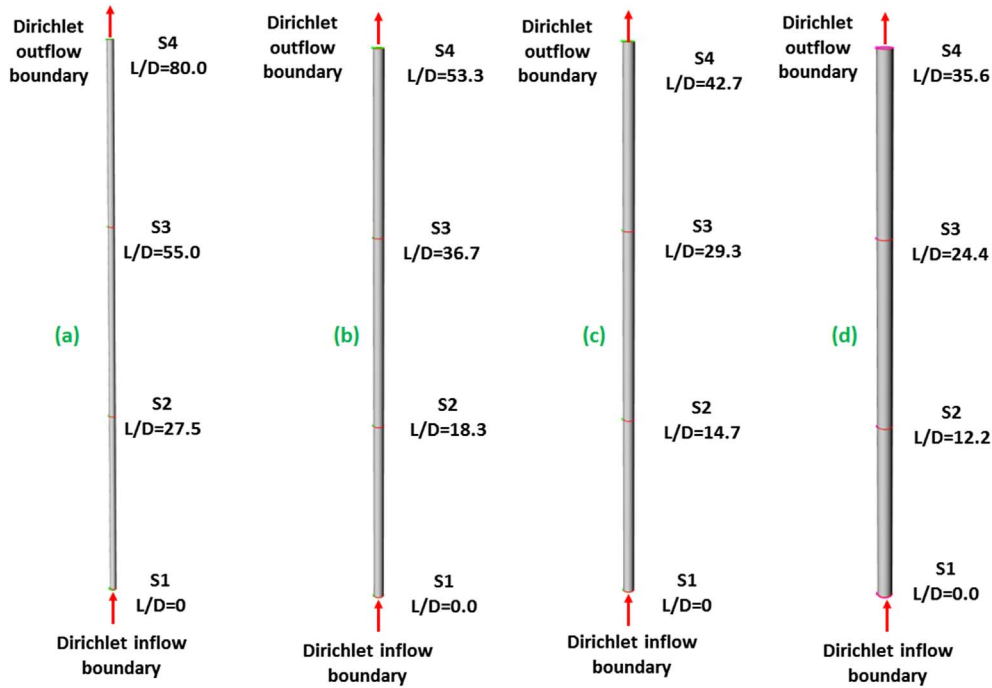 Dirichlet
outflow
boundary
S4
L/D=80.0
S3
L/D=55.0
(a)
S2
L/D=27.5
S1
L/D=0
Dirichlet inflow
boundary
Dirichlet
outflow
boundary
S4
L/D=53.3
S3
L/D=36.7
(b)
S2
L/D=18.3
S1
L/D=0.0
Dirichlet inflow
boundary
Dirichlet
outflow
boundary
S4
L/D=42.7
S3
L/D=29.3
(c)
S2
L/D=14.7
S1
L/D=0
Dirichlet inflow
boundary
Dirichlet
outflow
boundary
S4
L/D=35.6
S3
L/D=24.4
(d)
S2
L/D=12.2
S1
L/D=0.0
Dirichlet inflow
boundary